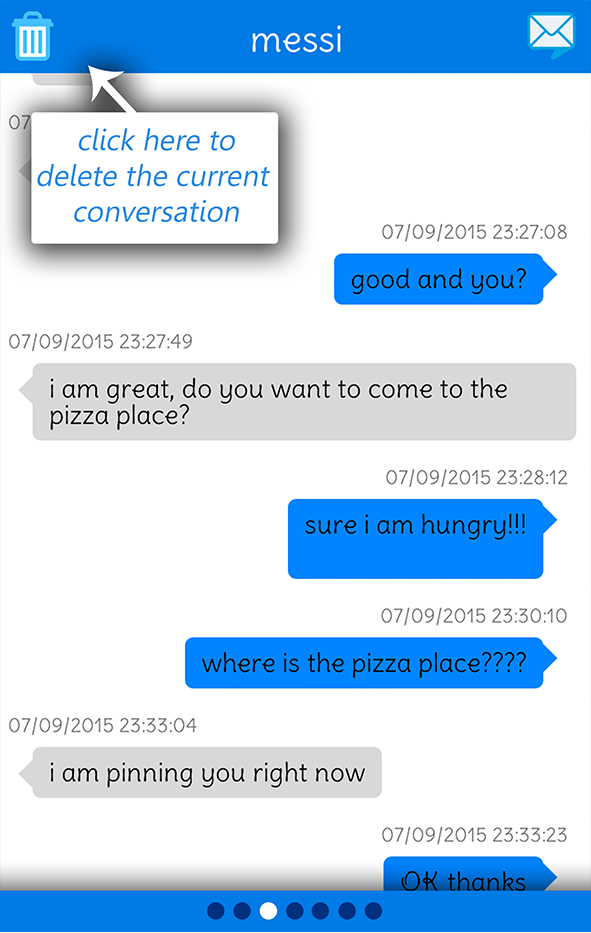 messi
07
click here to
delete the current
conversation
07/09/2015 23:27:08
good and you?
07/09/2015 23:27:49
i am great, do you want to come to the
pizza place?
07/09/2015 23:28:12
sure i am hungry!!!
07/09/2015 23:30:10
where is the pizza place????
07/09/2015 23:33:04
i am pinning you right now
07/09/2015 23:33:23
OK thanks